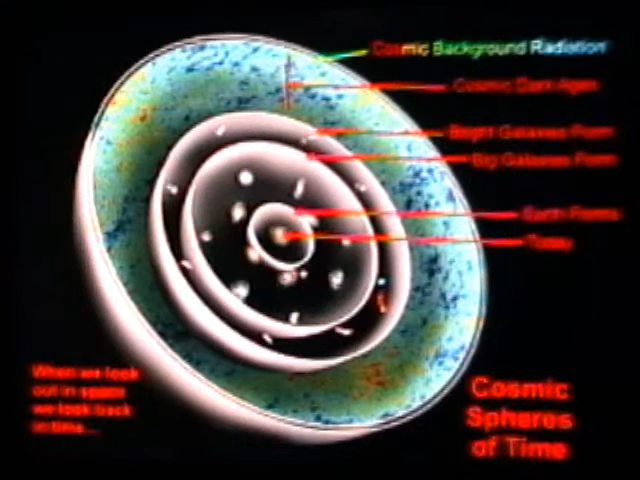 Cosmic Background Radiation
Cosmic Dark Ages
Bright Galaxies Form
Big Galaxies Form
Earth Forms
Today
When we look
out in space
we look back
in time...
Cosmic
Spheres
of Time